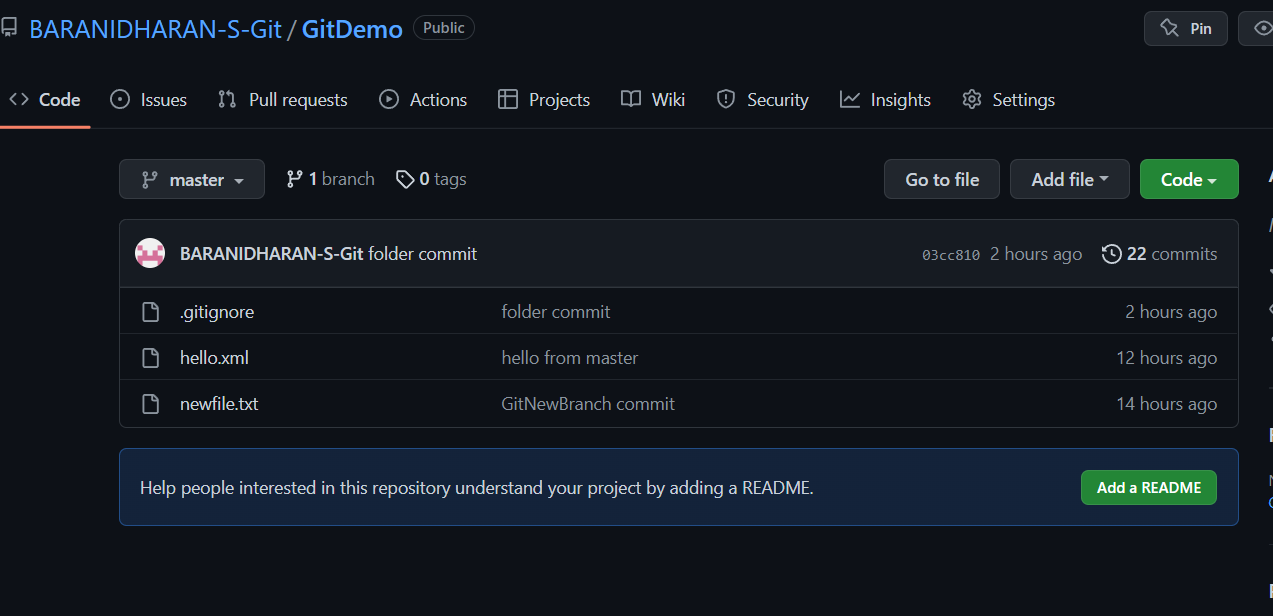 BARANIDHARAN-S-Git / GitDemo Public Pin
Code Issues Pull requests Actions Projects Wiki Security Insights Settings
master 1 branch 0 tags Go to file Add file Code
BARANIDHARAN-S-Git folder commit 03cc810 2 hours ago 22 commits
.gitignore folder commit 2 hours ago
hello.xml hello from master 12 hours ago
newfile.txt GitNewBranch commit 14 hours ago
Help people interested in this repository understand your project by adding a README. Add a README